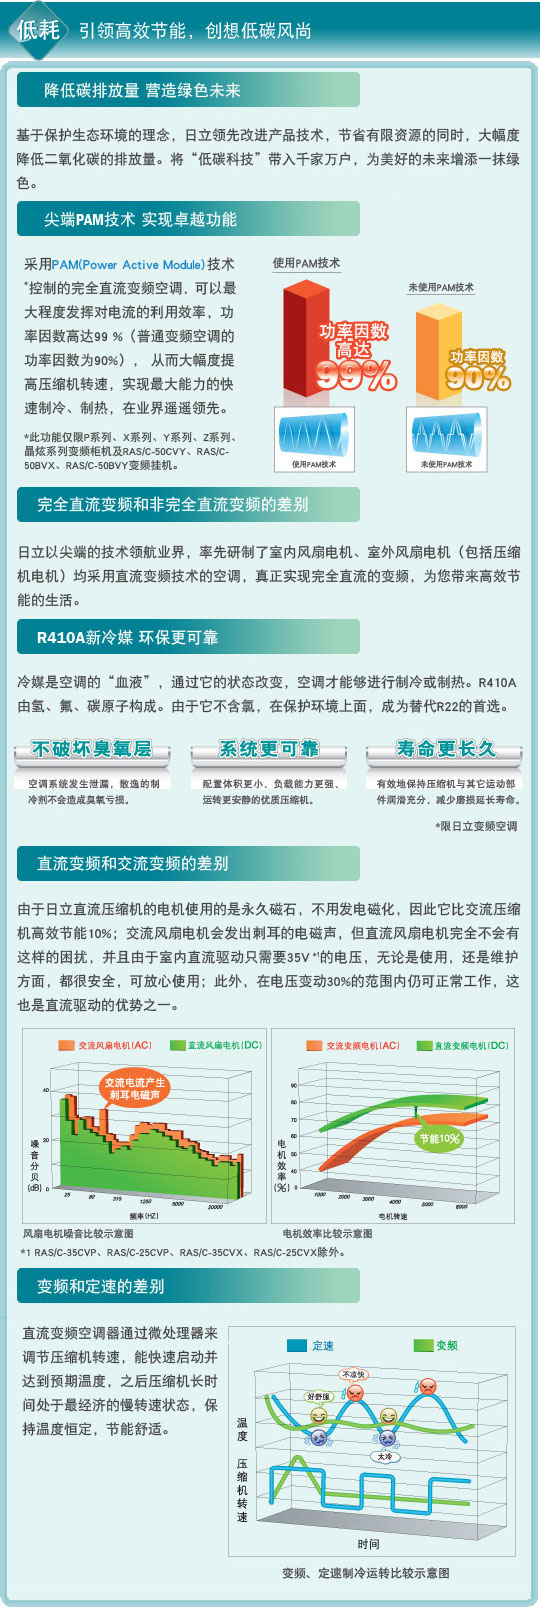 低耗 引领高效节能，创想低碳风尚
降低碳排放量 营造绿色未来
基于保护生态环境的理念，日立领先改进产品技术，节省有限资源的同时，大幅度
降低二氧化碳的排放量。将“低碳科技”带入千家万户，为美好的未来增添一抹绿
色。
尖端PAM技术 实现卓越功能
采用PAM(Power Active Module)技术
*控制的完全直流变频空调，可以最
大程度发挥对电流的利用效率，功
率因数高达99 %（普通变频空调的
功率因数为90%），从而大幅度提
高压缩机转速，实现最大能力的快
速制冷、制热，在业界遥遥领先。
*此功能仅限P系列、X系列、Y系列、Z系列、
晶炫系列变频柜机及RAS/C-50CVY、RAS/C-
50BVX、RAS/C-50BVY变频挂机。
使用PAM技术
功率因数
高达
99%
使用PAM技术
未使用PAM技术
功率因数
90%
未使用PAM技术
完全直流变频和非完全直流变频的差别
日立以尖端的技术领航业界，率先研制了室内风扇电机、室外风扇电机（包括压缩
机电机）均采用直流变频技术的空调，真正实现完全直流的变频，为您带来高效节
能的生活。
R410A新冷媒 环保更可靠
冷媒是空调的“血液”，通过它的状态改变，空调才能够进行制冷或制热。R410A
由氢、氟、碳原子构成。由于它不含氯，在保护环境上面，成为替代R22的首选。
不破坏臭氧层
空调系统发生泄漏，散逸的制
冷剂不会造成臭氧亏损。
系统更可靠
配置体积更小、负载能力更强、
运转更安静的优质压缩机。
寿命更长久
有效地保持压缩机与其它运动部
件润滑充分，减少磨损延长寿命。
*限日立变频空调
直流变频和交流变频的差别
由于日立直流压缩机的电机使用的是永久磁石，不用发电磁化，因此它比交流压缩
机高效节能10%；交流风扇电机会发出刺耳的电磁声，但直流风扇电机完全不会有
这样的困扰，并且由于室内直流驱动只需要35V *¹的电压，无论是使用，还是维护
方面，都很安全，可放心使用；此外，在电压变动30%的范围内仍可正常工作，这
也是直流驱动的优势之一。
交流风扇电机(AC) 直流风扇电机(DC)
交流电流产生
刺耳电磁声
噪音分贝(dB)
40
20
0
25 80 315 1250 5000 20000
频率(HZ)
风扇电机噪音比较示意图
交流变频电机(AC) 直流变频电机(DC)
节能10%
电机效率(%)
90
80
70
60
50
40
0
1000 2000 3000 4000 5000 6000
电机转速
电机效率比较示意图
*1 RAS/C-35CVP、RAS/C-25CVP、RAS/C-35CVX、RAS/C-25CVX除外。
变频和定速的差别
直流变频空调器通过微处理器来
调节压缩机转速，能快速启动并
达到预期温度，之后压缩机长时
间处于最经济的慢转速状态，保
持温度恒定，节能舒适。
定速 变频
不凉快
好舒服
太冷
温度
压缩机转速
时间
变频、定速制冷运转比较示意图